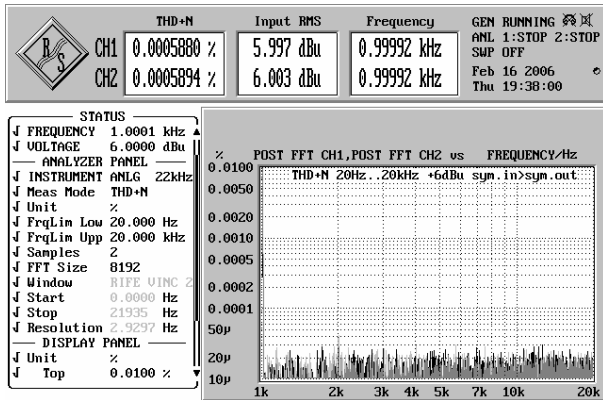 THD+N Input RMS Frequency
R S
CH1 0.0005880 % 5.997 dBu 0.99992 kHz
CH2 0.0005894 % 6.003 dBu 0.99992 kHz
GEN RUNNING
ANL 1:STOP 2:STOP
SWP OFF
Feb 16 2006
Thu 19:38:00
STATUS
FREQUENCY 1.0001 kHz
VOLTAGE 6.0000 dBu
ANALYZER PANEL
INSTRUMENT ANLG 22kHz
Meas Mode THD+N
Unit %
FrqLim Low 20.000 Hz
FrqLim Upp 20.000 kHz
Samples 2
FFT Size 8192
Window RIFE VINC 2
Start 0.0000 Hz
Stop 21935 Hz
Resolution 2.9297 Hz
DISPLAY PANEL
Unit %
Top 0.0100 %
% POST FFT CH1,POST FFT CH2 vs FREQUENCY/Hz
THD+N 20Hz..20kHz +6dBu sym.in>sym.out
0.0100
0.0050
0.0020
0.0010
0.0005
0.0002
0.0001
50µ
20µ
10µ
1k 2k 3k 4k 5k 7k 10k 20k